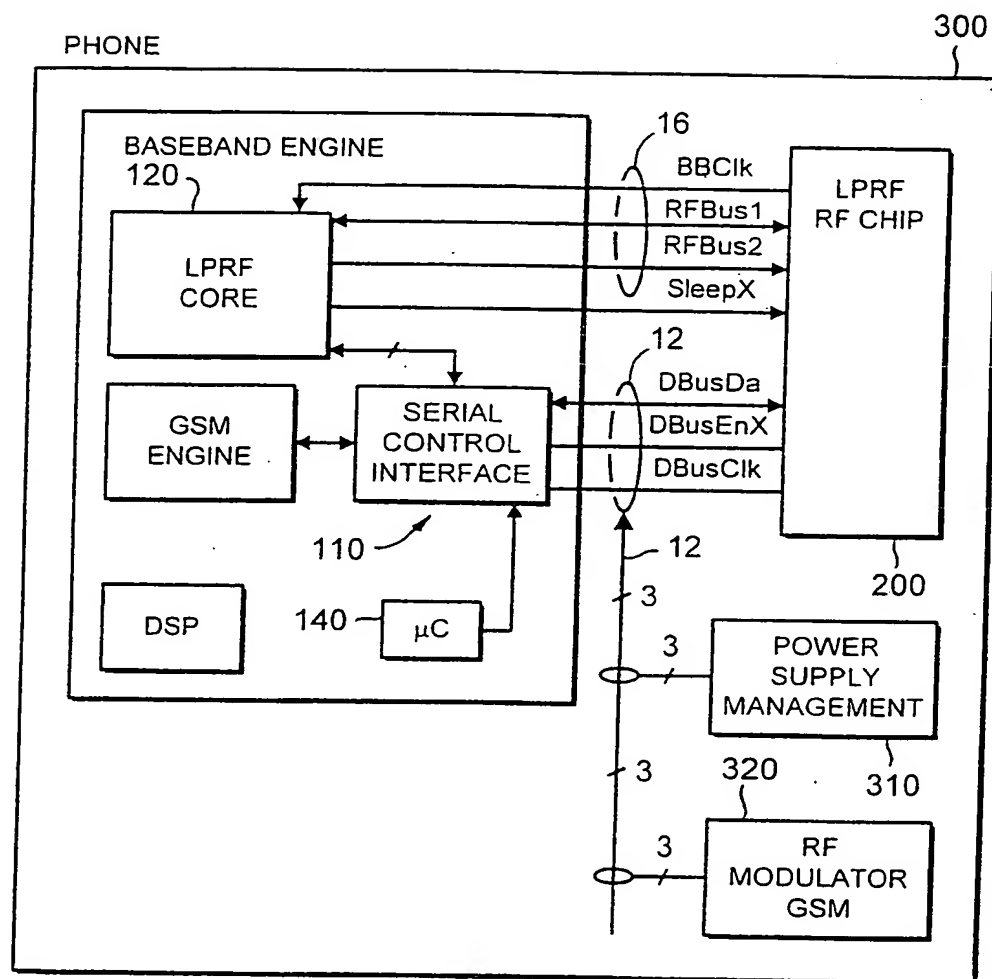 300
PHONE
BASEBAND ENGINE
120
LPRF
CORE
GSM
ENGINE
SERIAL
CONTROL
INTERFACE
110
DSP
140
μC
16
BBClk
RFBus1
RFBus2
SleepX
12
DBusDa
DBusEnX
DBusClk
12
3
LPRF
RF CHIP
200
3
POWER
SUPPLY
MANAGEMENT
310
3
320
3
RF
MODULATOR
GSM